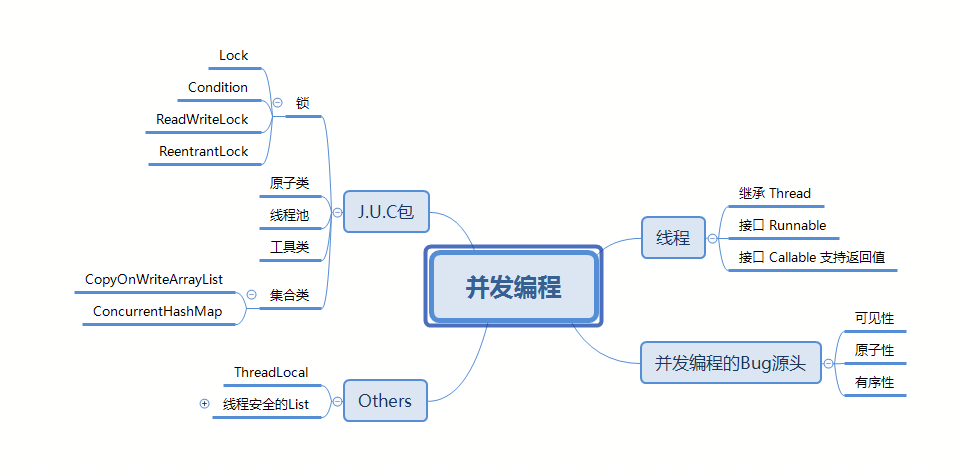 并发编程
J.U.C包
锁
Lock
Condition
ReadWriteLock
ReentrantLock
原子类
线程池
工具类
集合类
CopyOnWriteArrayList
ConcurrentHashMap
Others
ThreadLocal
线程安全的List
线程
继承 Thread
接口 Runnable
接口 Callable 支持返回值
并发编程的Bug源头
可见性
原子性
有序性